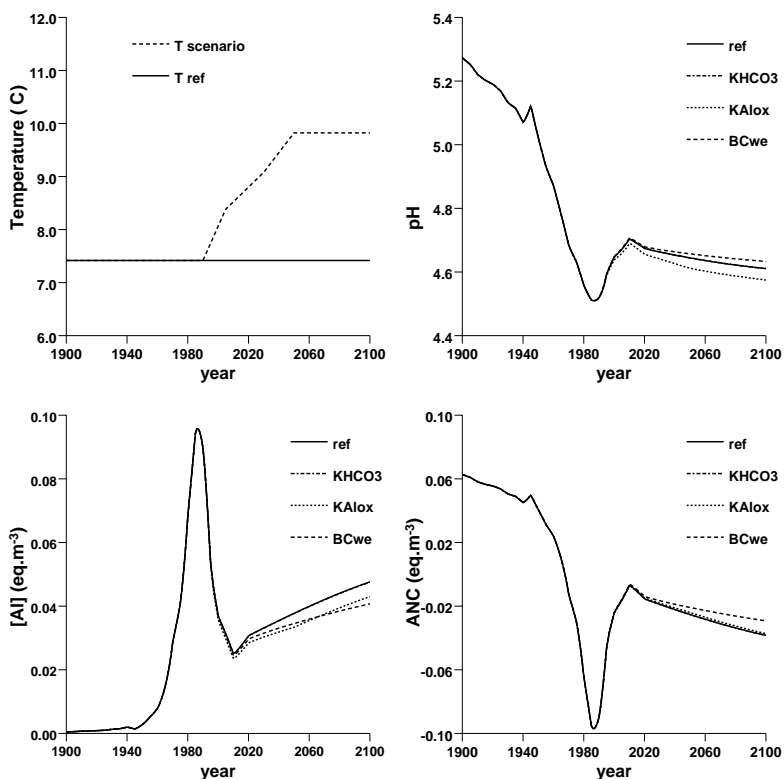 12.0
11.0
10.0
9.0
8.0
7.0
6.0
Temperature ( C)
T scenario
T ref
1900 1940 1980 2020 2060 2100
year
5.4
5.2
5.0
4.8
4.6
4.4
pH
ref
KHCO3
KAlox
BCwe
1900 1940 1980 2020 2060 2100
year
0.10
0.08
0.06
0.04
0.02
0.00
[Al] (eq.m-3)
ref
KHCO3
KAlox
BCwe
1900 1940 1980 2020 2060 2100
year
0.10
0.06
0.02
-0.02
-0.06
-0.10
ANC (eq.m-3)
ref
KHCO3
KAlox
BCwe
1900 1940 1980 2020 2060 2100
year